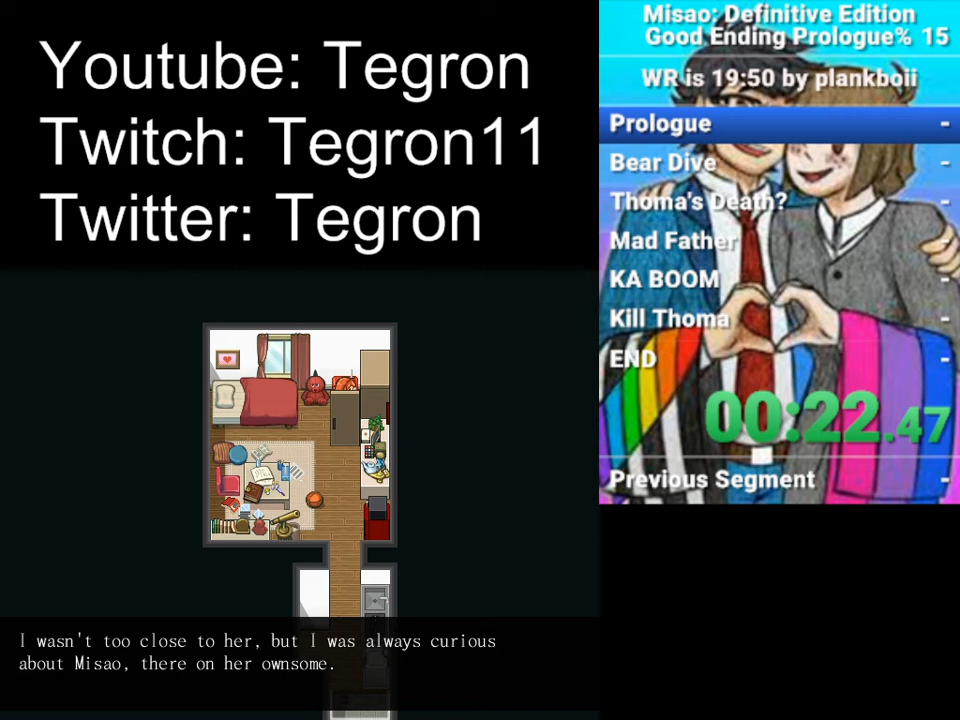 Youtube: Tegron
Twitch: Tegron11
Twitter: Tegron
Misao: Definitive Edition
Good Ending Prologue% 15
WR is 19:50 by plankboii
Prologue -
Bear Dive -
Thoma's Death? -
Mad Father -
KA BOOM -
Kill Thoma -
END -
00:22.47
Previous Segment -
I wasn't too close to her, but I was always curious
about Misao, there on her ownsome.